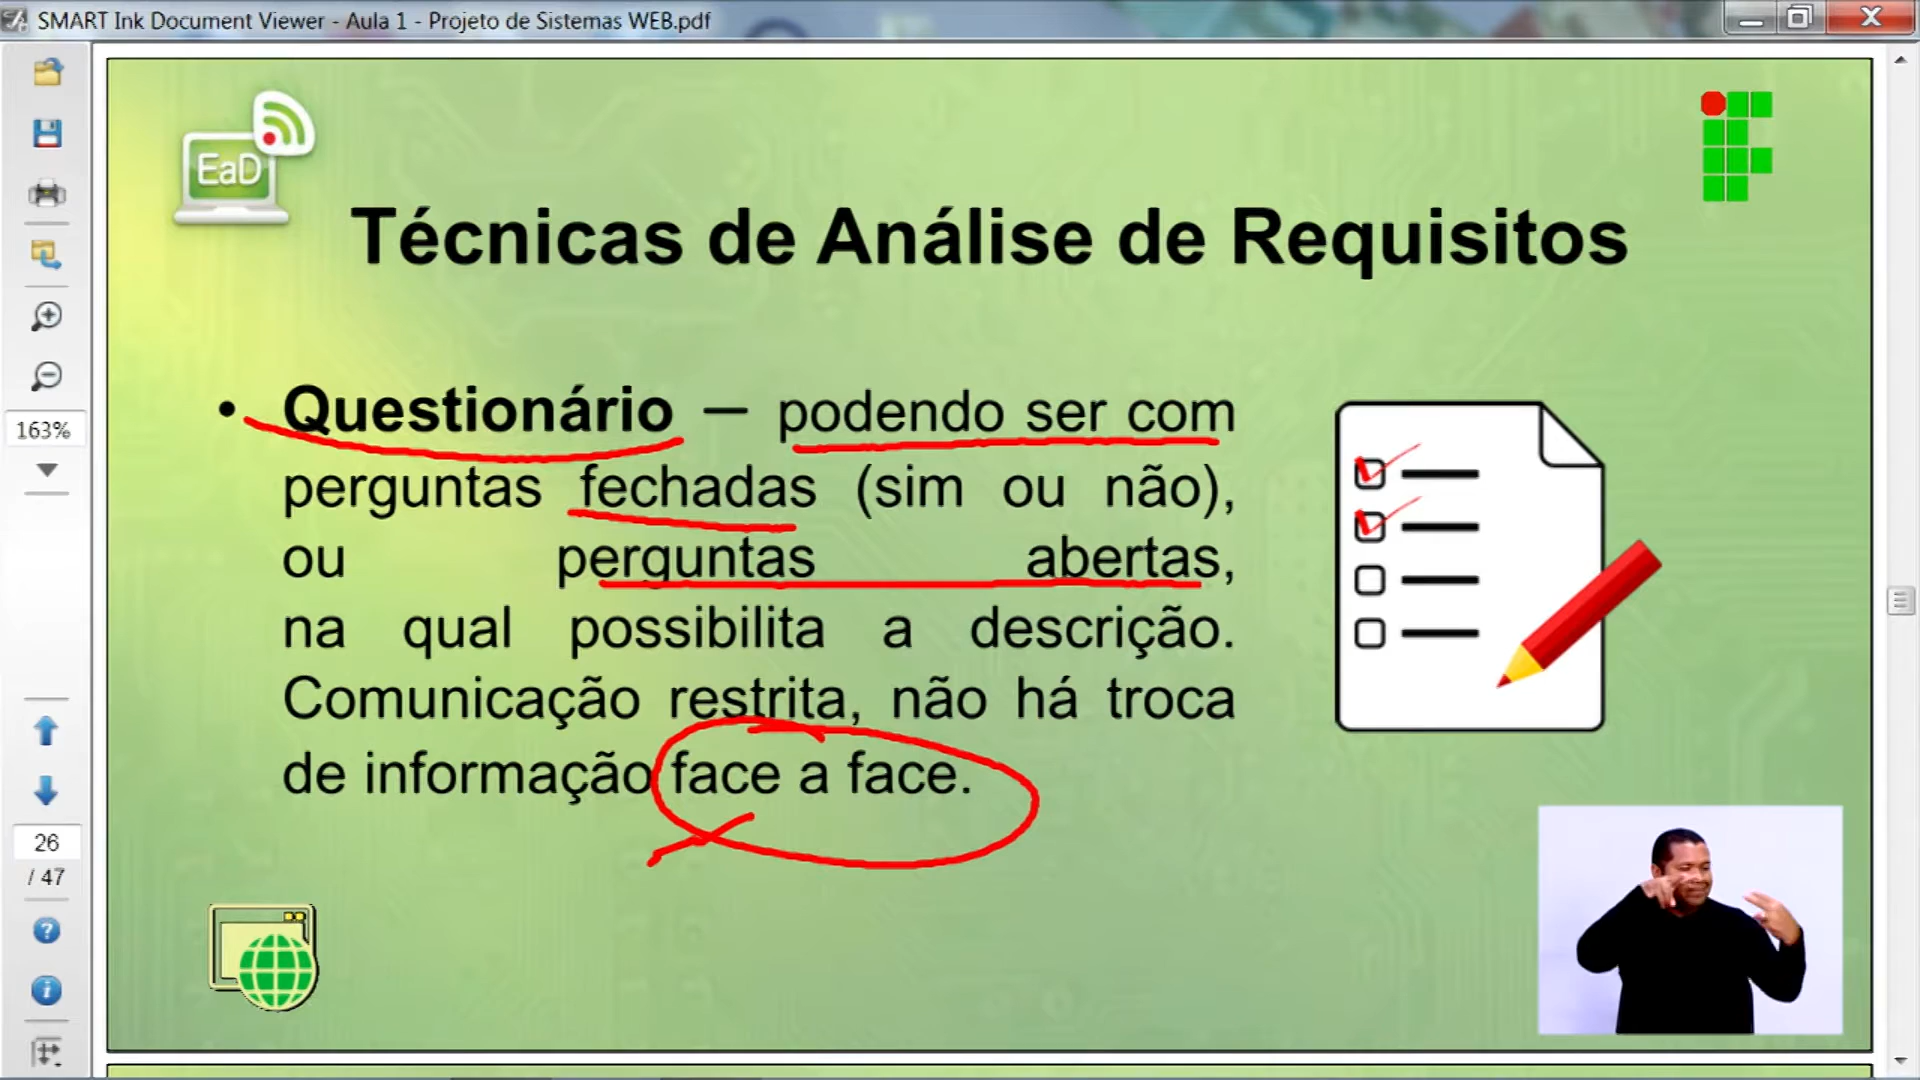 SMART Ink Document Viewer - Aula 1 - Projeto de Sistemas WEB.pdf
EaD
Técnicas de Análise de Requisitos
163%
• Questionário – podendo ser com
perguntas fechadas (sim ou não),
ou perguntas abertas,
na qual possibilita a descrição.
Comunicação restrita, não há troca
de informação face a face.
26
/ 47